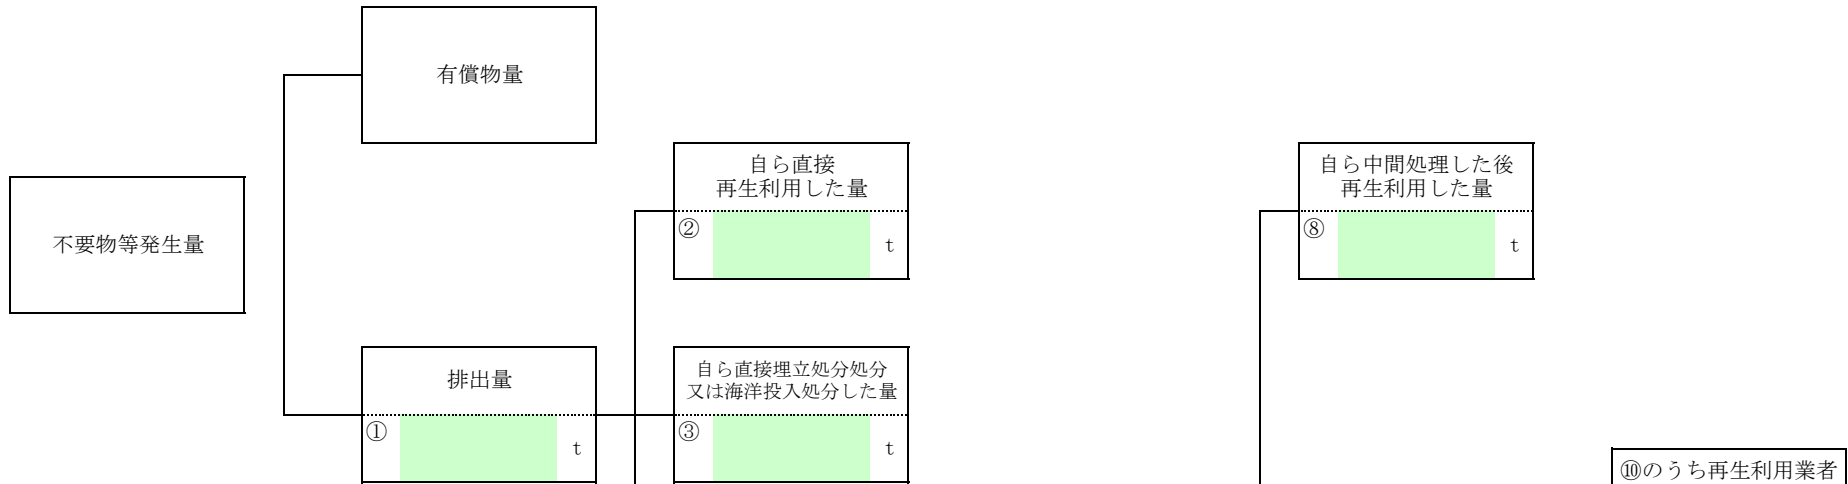 有償物量
自ら直接
再生利用した量
②
t
自ら中間処理した後
再生利用した量
⑧
t
不要物等発生量
排出量
①
t
自ら直接埋立処分処分
又は海洋投入処分した量
③
t
⑩のうち再生利用業者